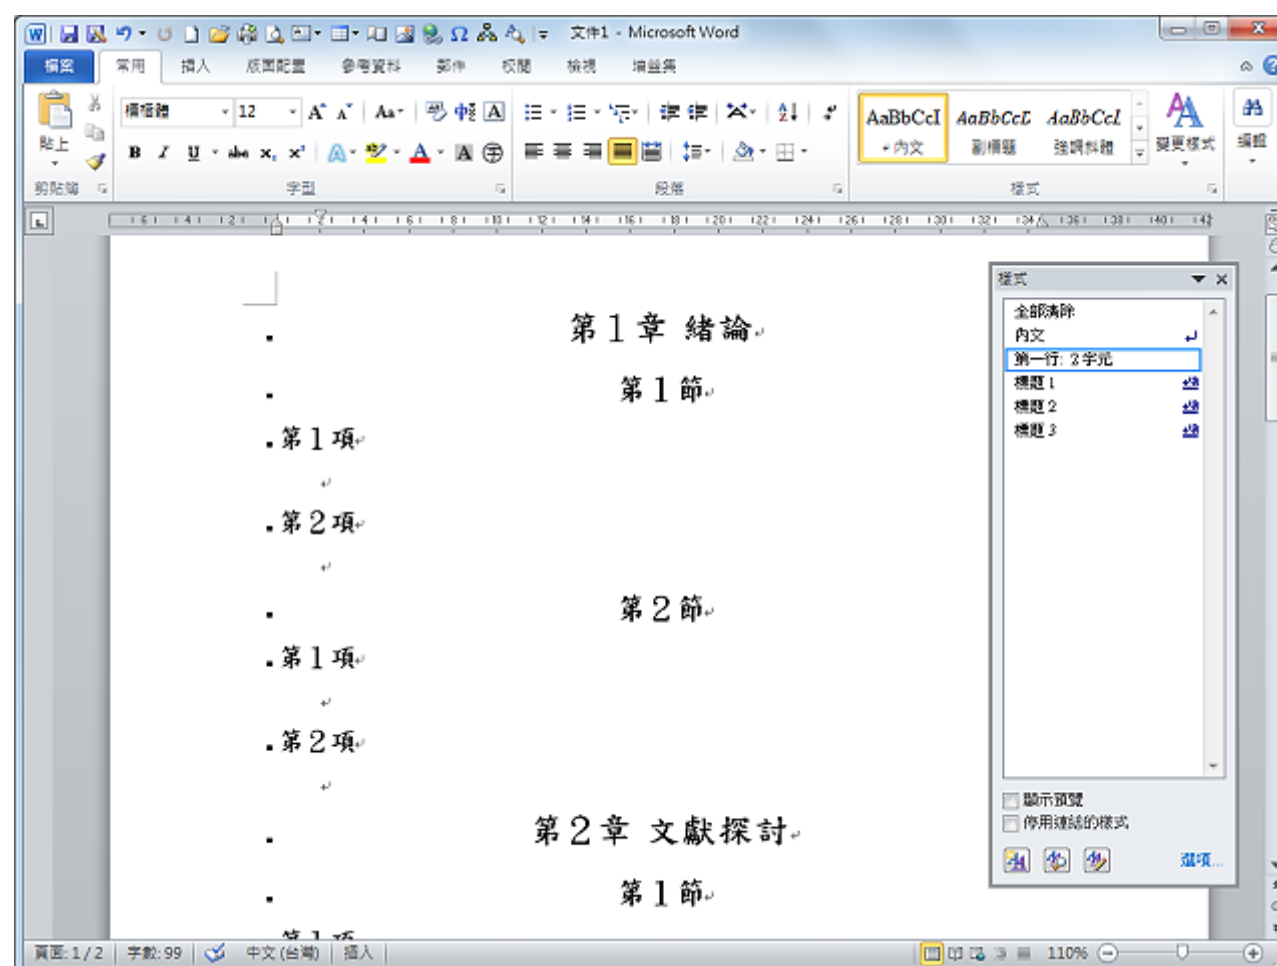 文件1 - Microsoft Word
檔案 常用 插入 版面配置 參考資料 郵件 校閱 檢視 增益集
標楷體 12
AaBbCcI AaBbCcD AaBbCcL
貼上 內文 副標題 強調斜體 變更樣式 編輯
剪貼簿 字型 段落 樣式
樣式
全部清除
內文
第一行: 2 字元
標題 1
標題 2
標題 3
顯示預覽
停用連結的樣式
選項...
第1章 緒論
第1節
第1項
第2項
第2節
第1項
第2項
第2章 文獻探討
第1節
第1項
頁面: 1/2 字數: 99 中文(台灣) 插入 110%